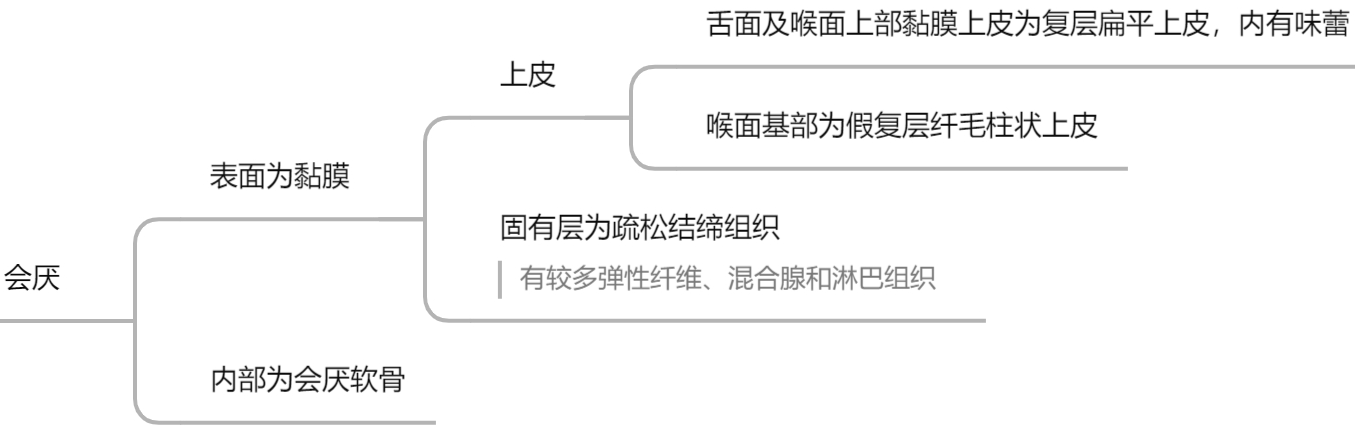 舌面及喉面上部黏膜上皮为复层扁平上皮，内有味蕾
上皮
喉面基部为假复层纤毛柱状上皮
表面为黏膜
固有层为疏松结缔组织
有较多弹性纤维、混合腺和淋巴组织
会厌
内部为会厌软骨